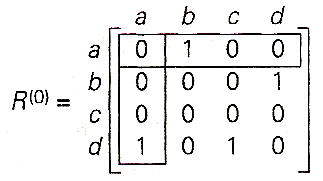 a b c d
a 0 1 0 0
b 0 0 0 1
R(0) =
c 0 0 0 0
d 1 0 1 0